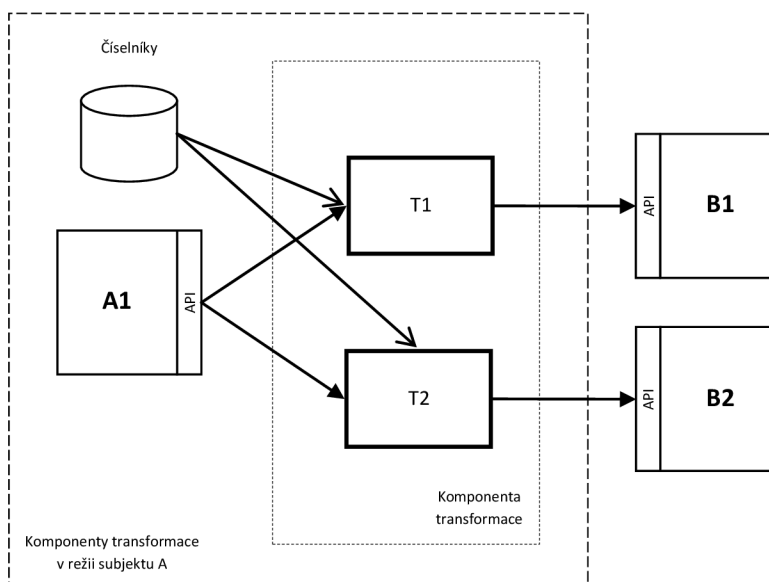 Číselníky
T1
API
B1
A1
API
T2
API
B2
Komponenta
transformace
Komponenty transformace
v režii subjektu A